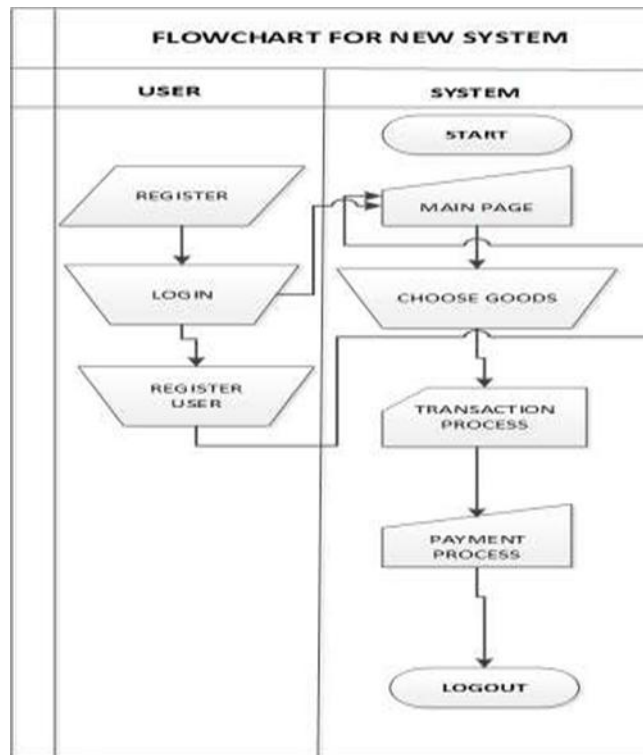 FLOWCHART FOR NEW SYSTEM
USER
SYSTEM
START
REGISTER
MAIN PAGE
LOGIN
CHOOSE GOODS
REGISTER
USER
TRANSACTION
PROCESS
PAYMENT
PROCESS
LOGOUT